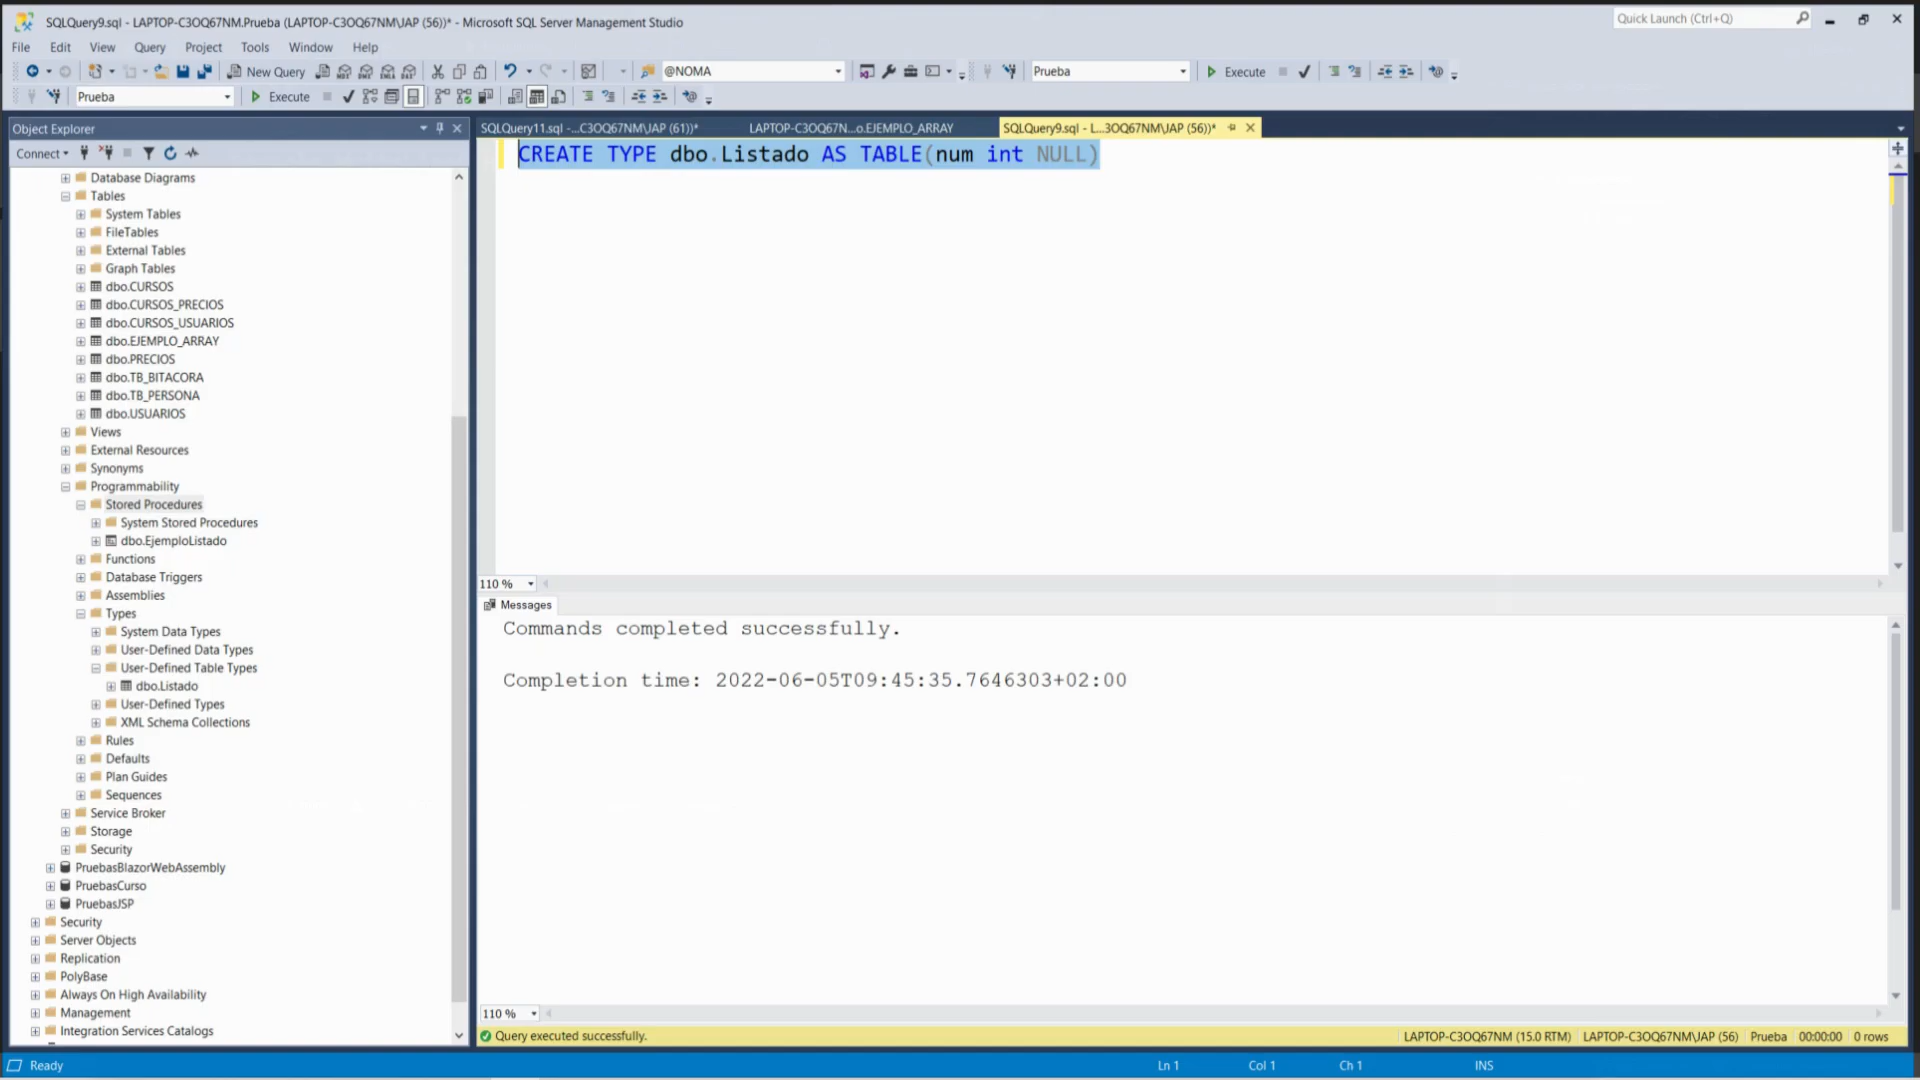 SQLQuery9.sql - LAPTOP-C3OQ67NM.Prueba (LAPTOP-C3OQ67NM\JAP (56))* - Microsoft SQL Server Management Studio
Quick Launch (Ctrl+Q)
File Edit View Query Project Tools Window Help
New Query @NOMA Prueba Execute
Prueba Execute
Object Explorer
SQLQuery11.sql -...C3OQ67NM\JAP (61))* LAPTOP-C3OQ67N...o.EJEMPLO_ARRAY SQLQuery9.sql - L...3OQ67NM\JAP (56))*
Connect
CREATE TYPE dbo.Listado AS TABLE(num int NULL)
Database Diagrams
Tables
System Tables
FileTables
External Tables
Graph Tables
dbo.CURSOS
dbo.CURSOS_PRECIOS
dbo.CURSOS_USUARIOS
dbo.EJEMPLO_ARRAY
dbo.PRECIOS
dbo.TB_BITACORA
dbo.TB_PERSONA
dbo.USUARIOS
Views
External Resources
Synonyms
Programmability
Stored Procedures
System Stored Procedures
dbo.EjemploListado
Functions
Database Triggers
Assemblies
Types
System Data Types
User-Defined Data Types
User-Defined Table Types
dbo.Listado
User-Defined Types
XML Schema Collections
Rules
Defaults
Plan Guides
Sequences
Service Broker
Storage
Security
PruebasBlazorWebAssembly
PruebasCurso
PruebasJSP
Security
Server Objects
Replication
PolyBase
Always On High Availability
Management
Integration Services Catalogs
110 %
Messages
Commands completed successfully.
Completion time: 2022-06-05T09:45:35.7646303+02:00
110 %
Query executed successfully. LAPTOP-C3OQ67NM (15.0 RTM) LAPTOP-C3OQ67NM\JAP (56) Prueba 00:00:00 0 rows
Ready Ln 1 Col 1 Ch 1 INS